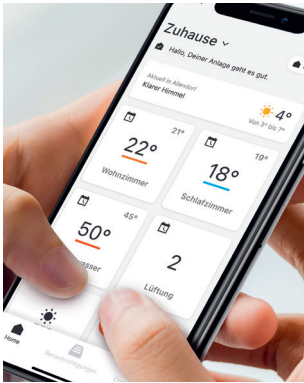 Zuhause
Hallo, Deiner Anlage geht es gut.
Aktuell in Allendorf
Klarer Himmel
4°
Von 3° bis 7°
21°
22°
Wohnzimmer
19°
18°
Schlafzimmer
45°
50°
asser
2
Lüftung
Home
Benachrichtigungen